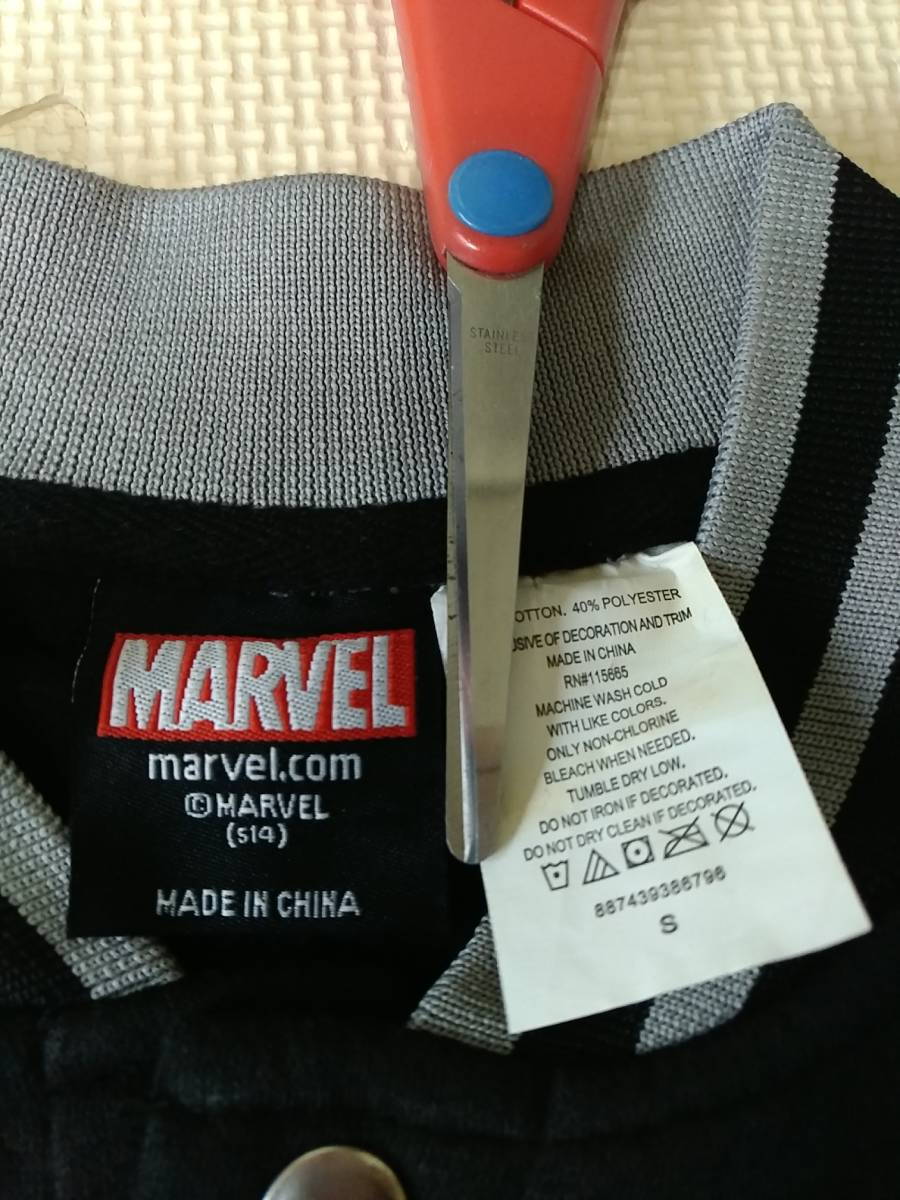 STAINLESS
STEEL
MARVEL
marvel.com
©MARVEL
(S14)
MADE IN CHINA
OTTON. 40% POLYESTER
USIVE OF DECORATION AND TRIM
MADE IN CHINA
RN#115665
MACHINE WASH COLD
WITH LIKE COLORS.
ONLY NON-CHLORINE
BLEACH WHEN NEEDED.
TUMBLE DRY LOW.
DO NOT IRON IF DECORATED.
DO NOT DRY CLEAN IF DECORATED.
887439386796
S